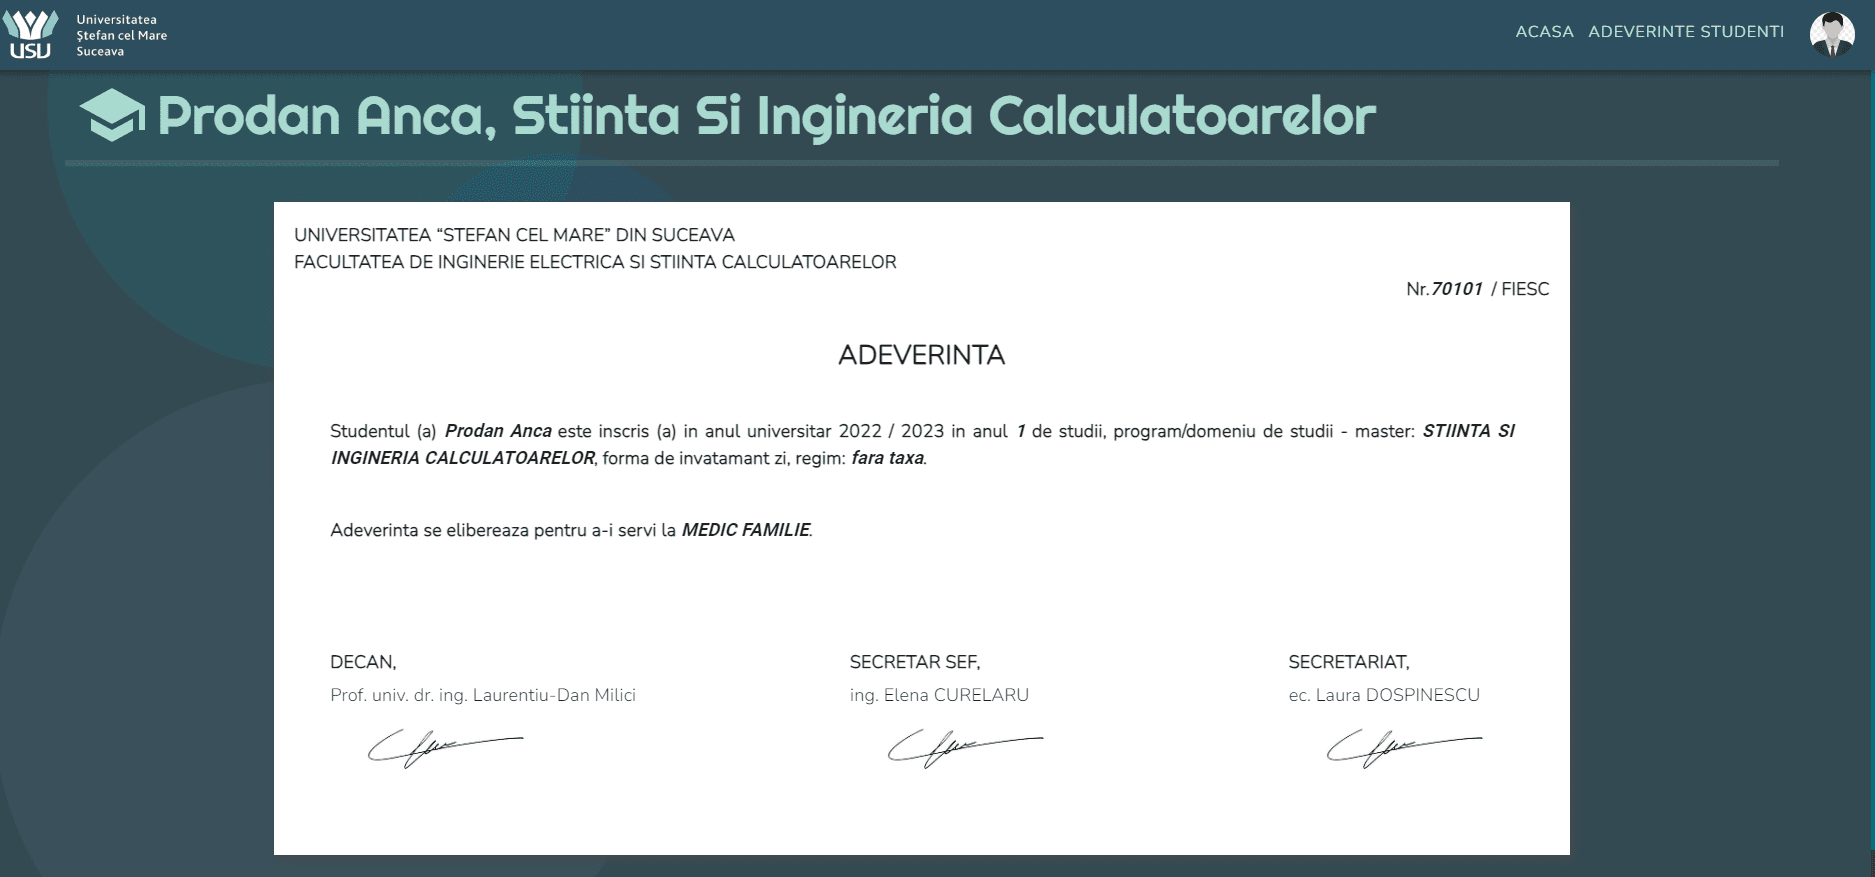 Universitatea
Ștefan cel Mare
Suceava
USV
ACASA ADEVERINTE STUDENTI
Prodan Anca, Stiinta Si Ingineria Calculatoarelor
UNIVERSITATEA “STEFAN CEL MARE” DIN SUCEAVA
FACULTATEA DE INGINERIE ELECTRICA SI STIINTA CALCULATOARELOR
Nr.70101 / FIESC
ADEVERINTA
Studentul (a) Prodan Anca este inscris (a) in anul universitar 2022 / 2023 in anul 1 de studii, program/domeniu de studii - master: STIINTA SI
INGINERIA CALCULATOARELOR, forma de invatamant zi, regim: fara taxa.
Adeverinta se elibereaza pentru a-i servi la MEDIC FAMILIE.
DECAN,
Prof. univ. dr. ing. Laurentiu-Dan Milici
SECRETAR SEF,
ing. Elena CURELARU
SECRETARIAT,
ec. Laura DOSPINESCU